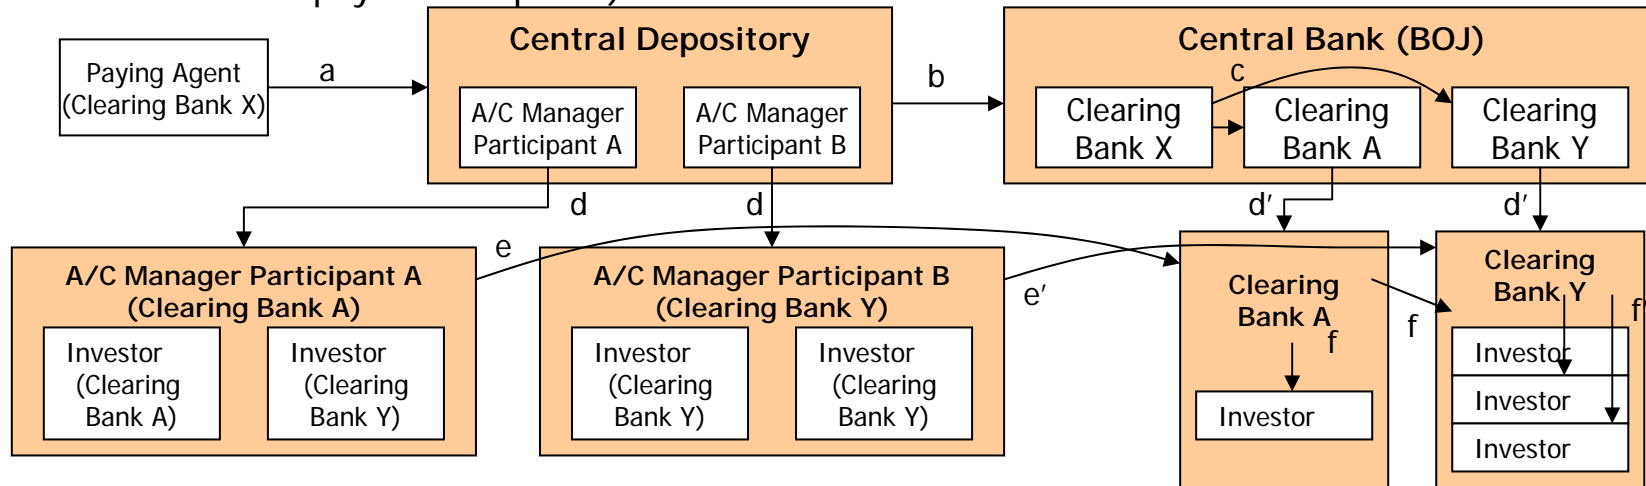 Central Depository
Central Bank (BOJ)
Paying Agent
(Clearing Bank X)
a
A/C Manager
Participant A
A/C Manager
Participant B
b
c
Clearing
Bank X
Clearing
Bank A
Clearing
Bank Y
d
d
d′
d′
A/C Manager Participant A
(Clearing Bank A)
Investor
(Clearing
Bank A)
Investor
(Clearing
Bank Y)
e
A/C Manager Participant B
(Clearing Bank Y)
Investor
(Clearing
Bank Y)
Investor
(Clearing
Bank Y)
e′
Clearing
Bank A
f
Investor
f
Clearing
Bank Y
f′
Investor
Investor
Investor